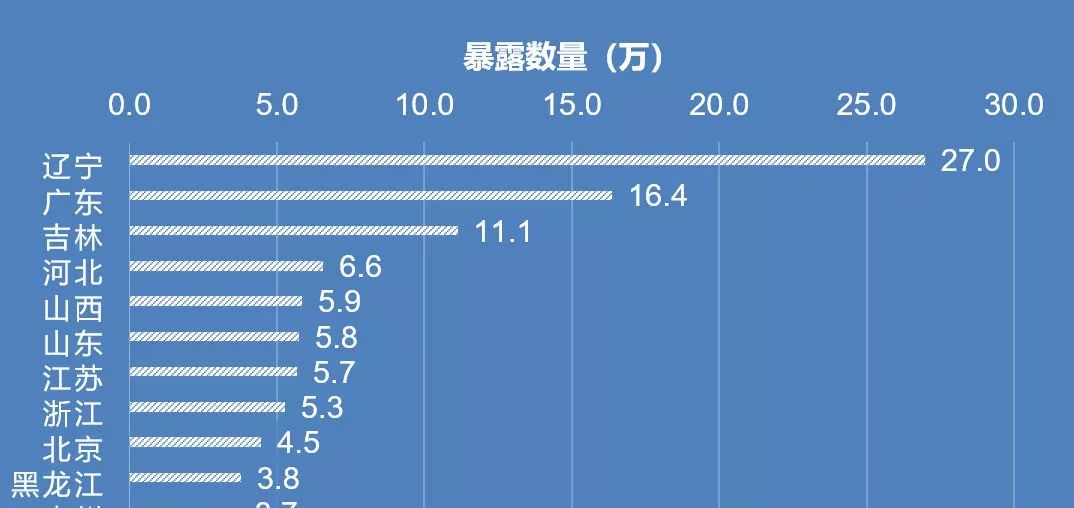 暴露数量（万）
0.0 5.0 10.0 15.0 20.0 25.0 30.0
辽宁 27.0
广东 16.4
吉林 11.1
河北 6.6
山西 5.9
山东 5.8
江苏 5.7
浙江 5.3
北京 4.5
黑龙江 3.8